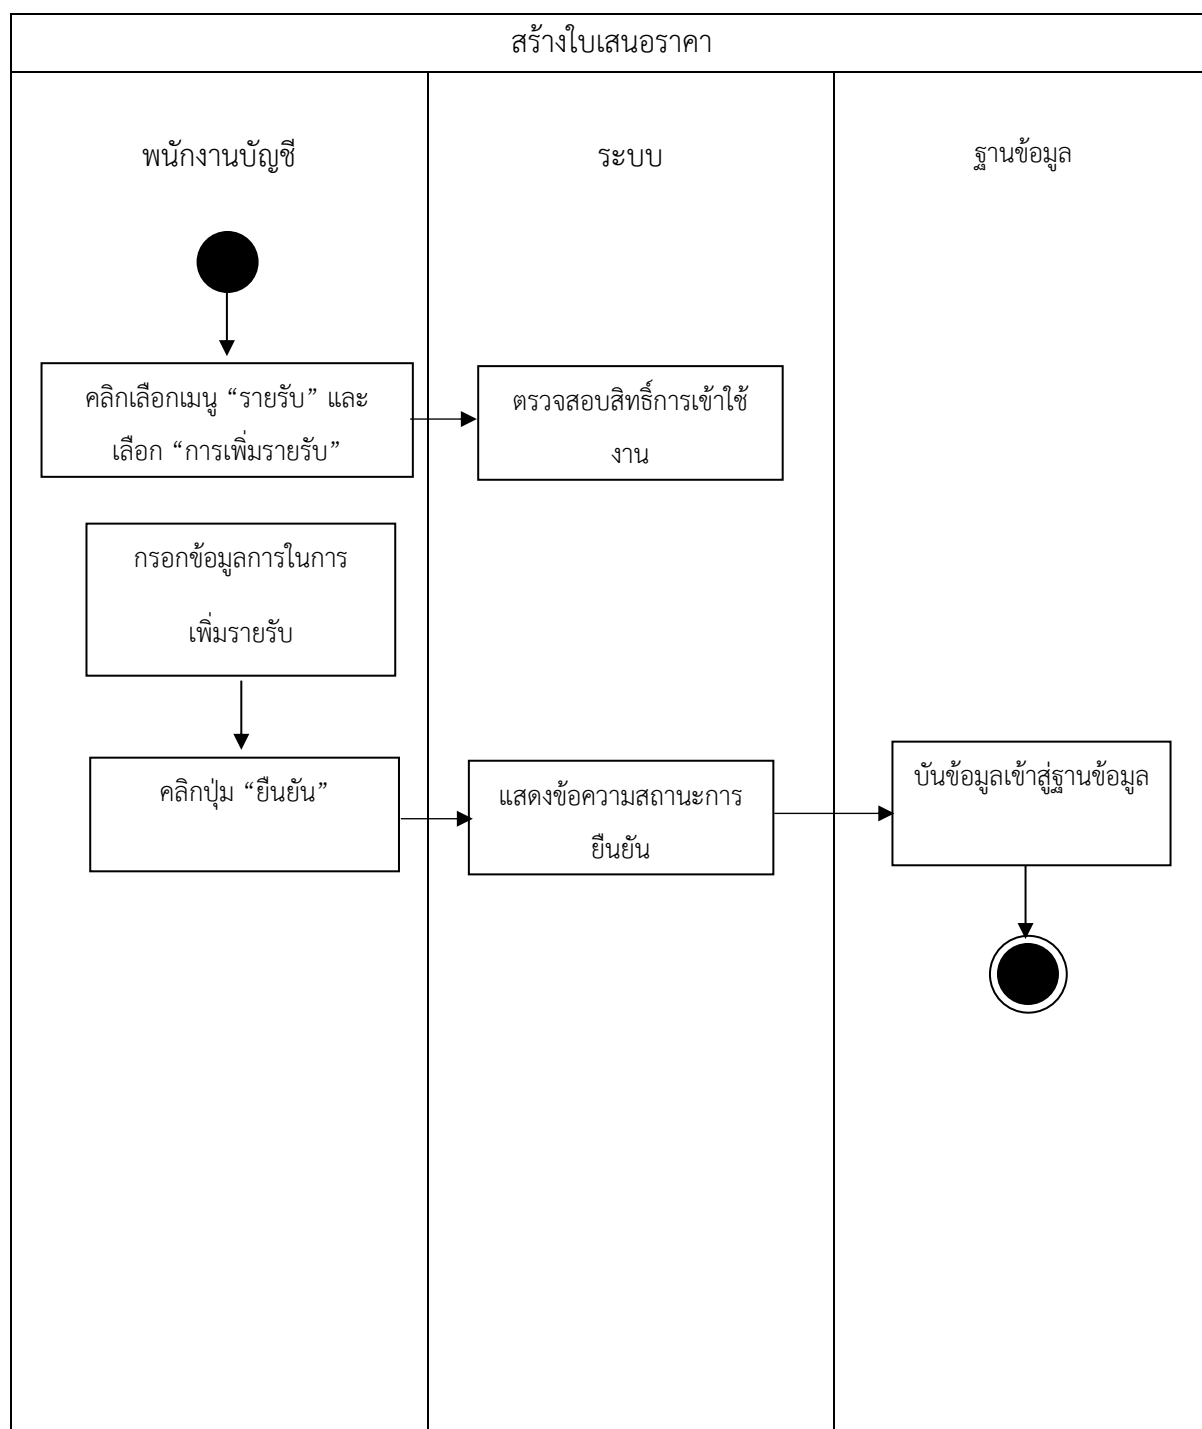 สร้างใบเสนอราคา
พนักงานบัญชี
ระบบ
ฐานข้อมูล
คลิกเลือกเมนู “รายรับ” และ
เลือก “การเพิ่มรายรับ”
ตรวจสอบสิทธิ์การเข้าใช้
งาน
กรอกข้อมูลการในการ
เพิ่มรายรับ
คลิกปุ่ม “ยืนยัน”
แสดงข้อความสถานะการ
ยืนยัน
บันข้อมูลเข้าสู่ฐานข้อมูล